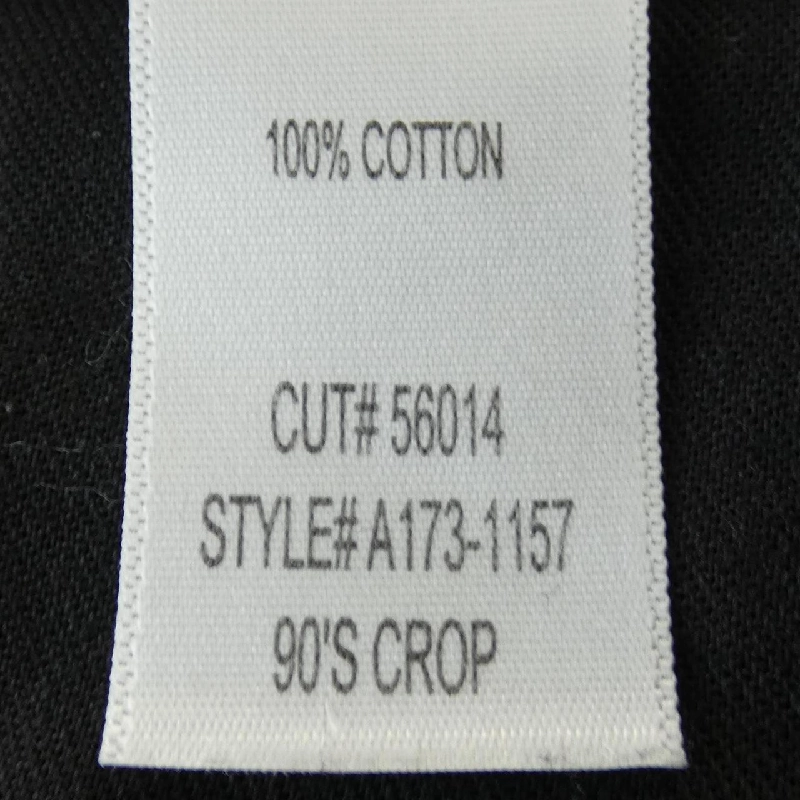 100% COTTON
CUT# 56014
STYLE# A173-1157
90'S CROP